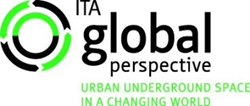 ITA
global
perspective
URBAN UNDERGROUND SPACE
IN A CHANGING WORLD